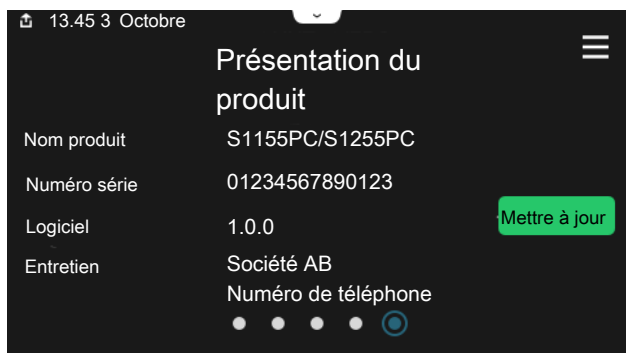 13.45 3 Octobre
Présentation du
produit
Nom produit S1155PC/S1255PC
Numéro série 01234567890123
Logiciel 1.0.0 Mettre à jour
Entretien Société AB
Numéro de téléphone